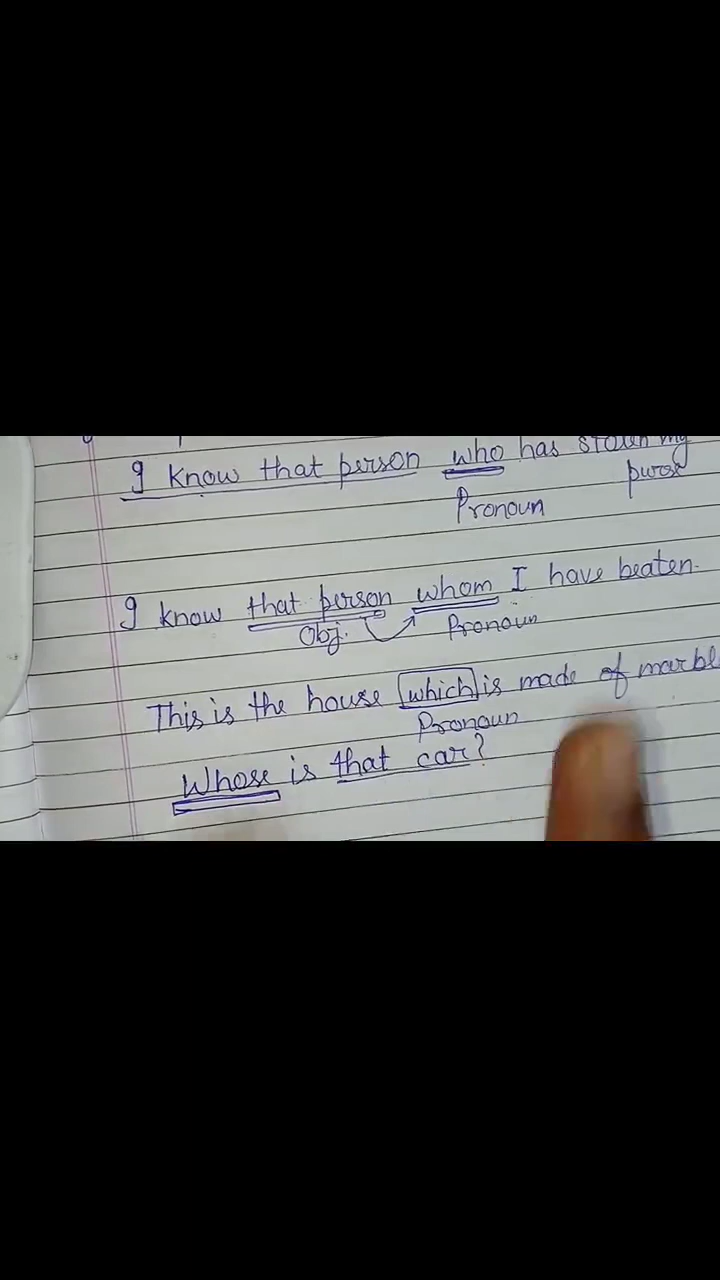 I know that person who has stolen my
purse
Pronoun
I know that person whom I have beaten.
Obj. Pronoun
This is the house which is made of
Pronoun
Whose is that car?